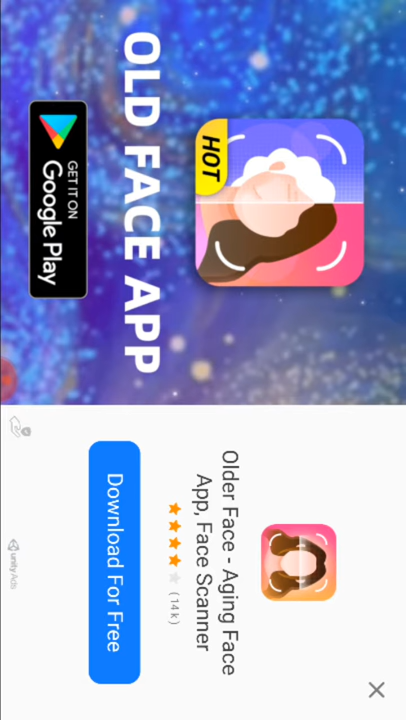 HOT
OLD FACE APP
GET IT ON
Google Play
Older Face - Aging Face
App, Face Scanner
(14k)
Download For Free
unity Ads